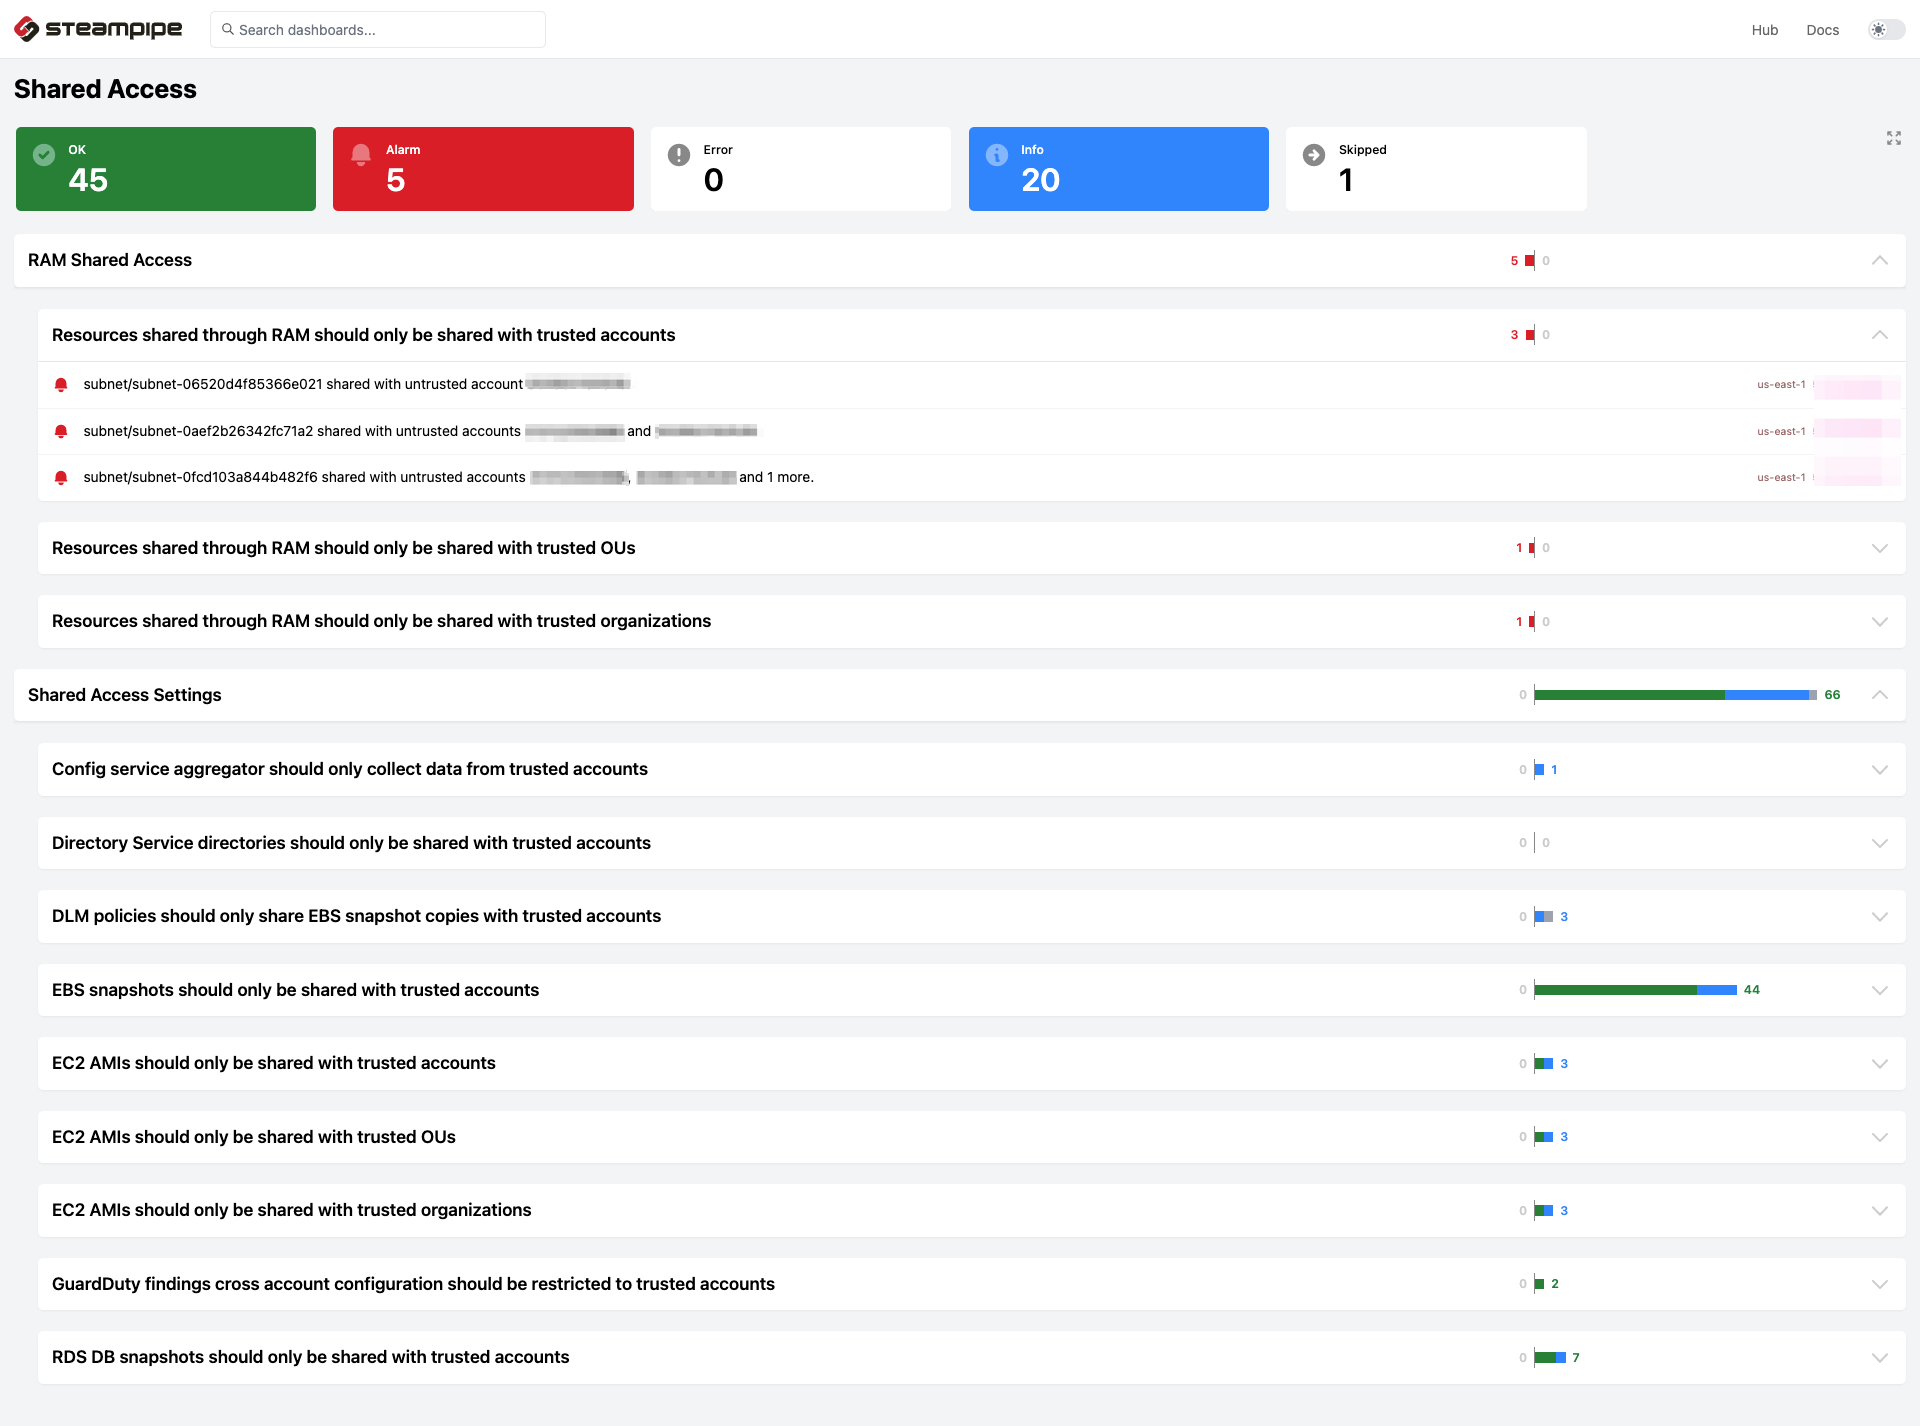 steampipe
Search dashboards...
Hub
Docs
Shared Access
OK
45
Alarm
5
Error
0
Info
20
Skipped
1
RAM Shared Access
5 0
Resources shared through RAM should only be shared with trusted accounts
3 0
subnet/subnet-06520d4f85366e021 shared with untrusted account
us-east-1
subnet/subnet-0aef2b26342fc71a2 shared with untrusted accounts and
us-east-1
subnet/subnet-0fcd103a844b482f6 shared with untrusted accounts , and 1 more.
us-east-1
Resources shared through RAM should only be shared with trusted OUs
1 0
Resources shared through RAM should only be shared with trusted organizations
1 0
Shared Access Settings
0 66
Config service aggregator should only collect data from trusted accounts
0 1
Directory Service directories should only be shared with trusted accounts
0 0
DLM policies should only share EBS snapshot copies with trusted accounts
0 3
EBS snapshots should only be shared with trusted accounts
0 44
EC2 AMIs should only be shared with trusted accounts
0 3
EC2 AMIs should only be shared with trusted OUs
0 3
EC2 AMIs should only be shared with trusted organizations
0 3
GuardDuty findings cross account configuration should be restricted to trusted accounts
0 2
RDS DB snapshots should only be shared with trusted accounts
0 7